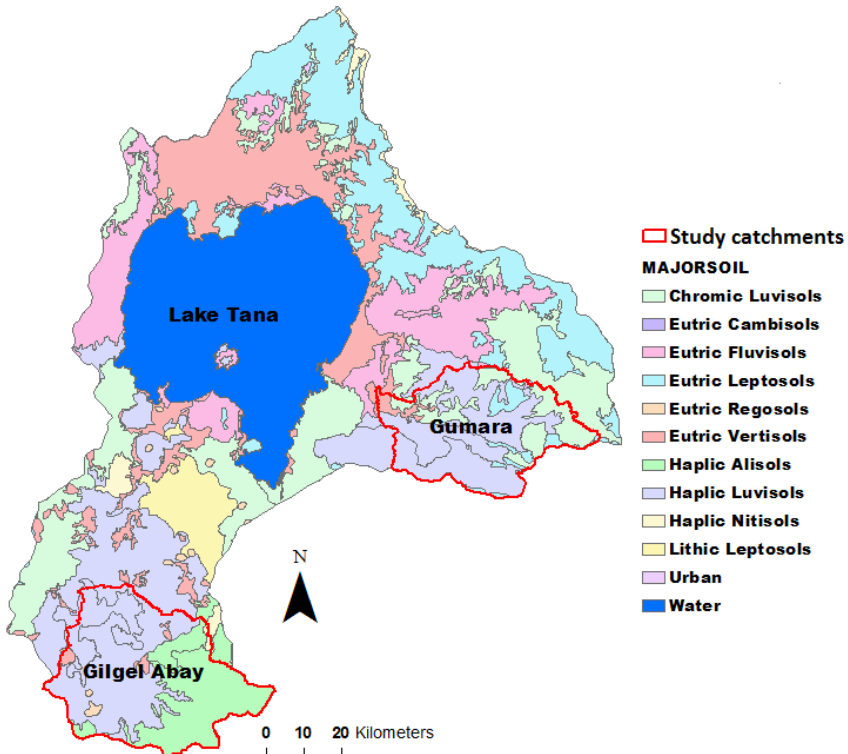 Lake Tana
Gumara
Gilgel Abay
N
0 10 20 Kilometers
Study catchments
MAJORSOIL
Chromic Luvisols
Eutric Cambisols
Eutric Fluvisols
Eutric Leptosols
Eutric Regosols
Eutric Vertisols
Haplic Alisols
Haplic Luvisols
Haplic Nitisols
Lithic Leptosols
Urban
Water